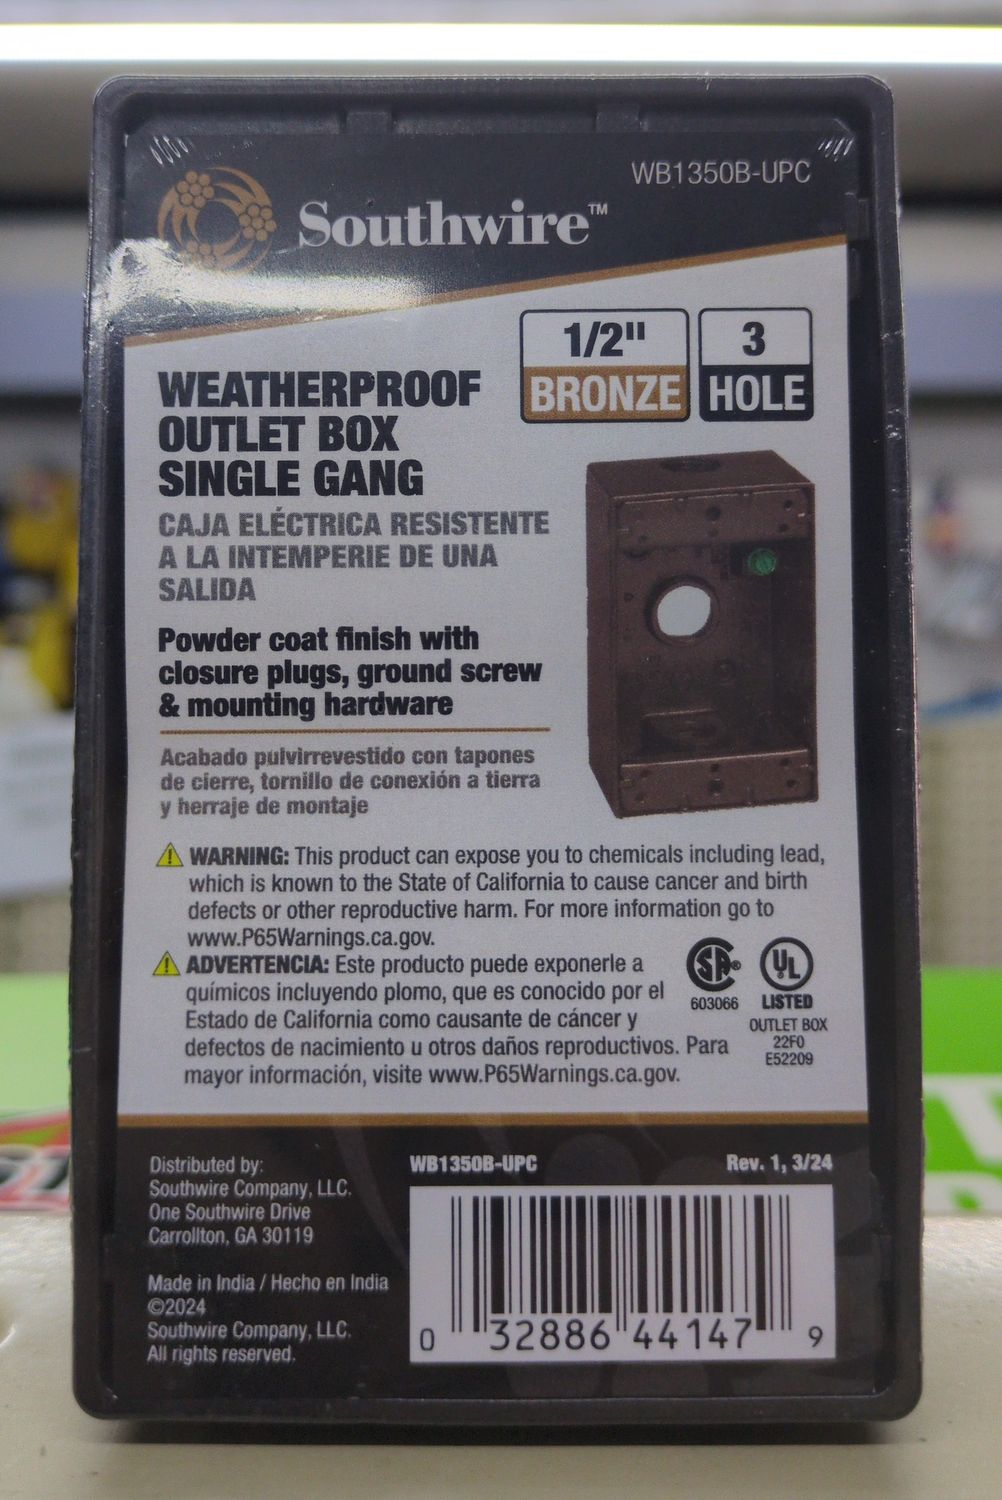 WB1350B-UPC
Southwire™
1/2" 3
BRONZE HOLE
WEATHERPROOF
OUTLET BOX
SINGLE GANG
CAJA ELÉCTRICA RESISTENTE
A LA INTEMPERIE DE UNA
SALIDA
Powder coat finish with
closure plugs, ground screw
& mounting hardware
Acabado pulvirrevestido con tapones
de cierre, tornillo de conexión a tierra
y herraje de montaje
WARNING: This product can expose you to chemicals including lead,
which is known to the State of California to cause cancer and birth
defects or other reproductive harm. For more information go to
www.P65Warnings.ca.gov.
ADVERTENCIA: Este producto puede exponerle a
químicos incluyendo plomo, que es conocido por el
Estado de California como causante de cáncer y
defectos de nacimiento u otros daños reproductivos. Para
mayor información, visite www.P65Warnings.ca.gov.
SA®
603066
UL
LISTED
OUTLET BOX
22F0
E52209
Distributed by:
Southwire Company, LLC.
One Southwire Drive
Carrollton, GA 30119
Made in India / Hecho en India
©2024
Southwire Company, LLC.
All rights reserved.
WB1350B-UPC Rev. 1, 3/24
0 32886 44147 9